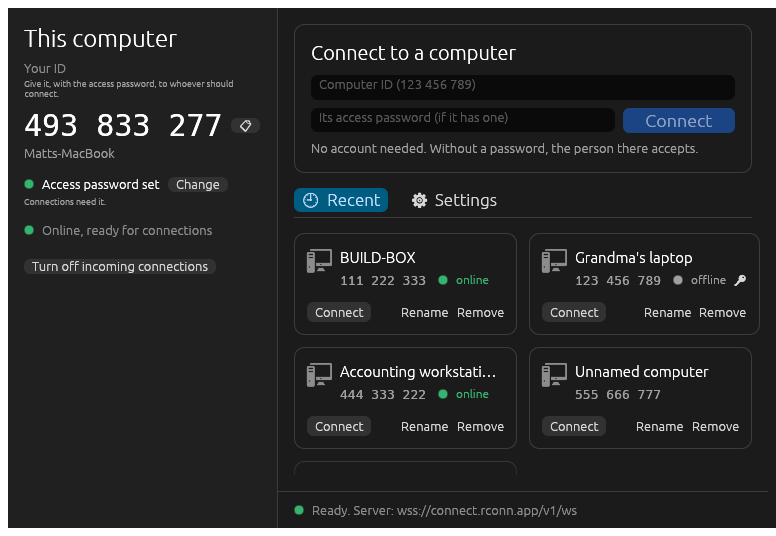 This computer
Your ID
Give it, with the access password, to whoever should
connect.
493 833 277
Matts-MacBook
Access password set Change
Connections need it.
Online, ready for connections
Turn off incoming connections
Connect to a computer
Computer ID (123 456 789)
Its access password (if it has one) Connect
No account needed. Without a password, the person there accepts.
Recent Settings
BUILD-BOX
111 222 333 online
Connect Rename Remove
Grandma's laptop
123 456 789 offline
Connect Rename Remove
Accounting workstati…
444 333 222 online
Connect Rename Remove
Unnamed computer
555 666 777
Connect Rename Remove
Ready. Server: wss://connect.rconn.app/v1/ws